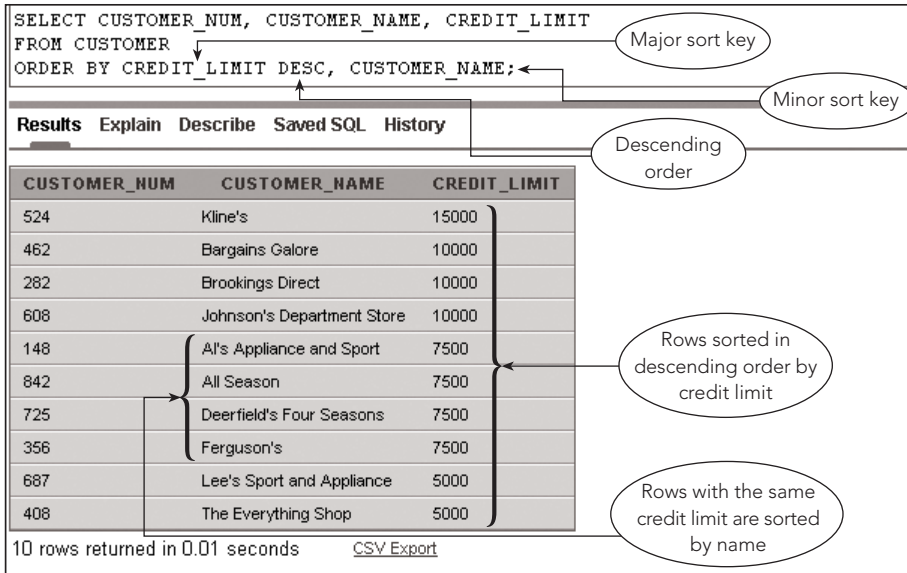 SELECT CUSTOMER_NUM, CUSTOMER_NAME, CREDIT_LIMIT
FROM CUSTOMER
ORDER BY CREDIT_LIMIT DESC, CUSTOMER_NAME;
Major sort key
Minor sort key
Descending
order
Results Explain Describe Saved SQL History
CUSTOMER_NUM CUSTOMER_NAME CREDIT_LIMIT
524 Kline's 15000
462 Bargains Galore 10000
282 Brookings Direct 10000
608 Johnson's Department Store 10000
148 Al's Appliance and Sport 7500
842 All Season 7500
725 Deerfield's Four Seasons 7500
356 Ferguson's 7500
687 Lee's Sport and Appliance 5000
408 The Everything Shop 5000
Rows sorted in
descending order by
credit limit
Rows with the same
credit limit are sorted
by name
10 rows returned in 0.01 seconds CSV Export